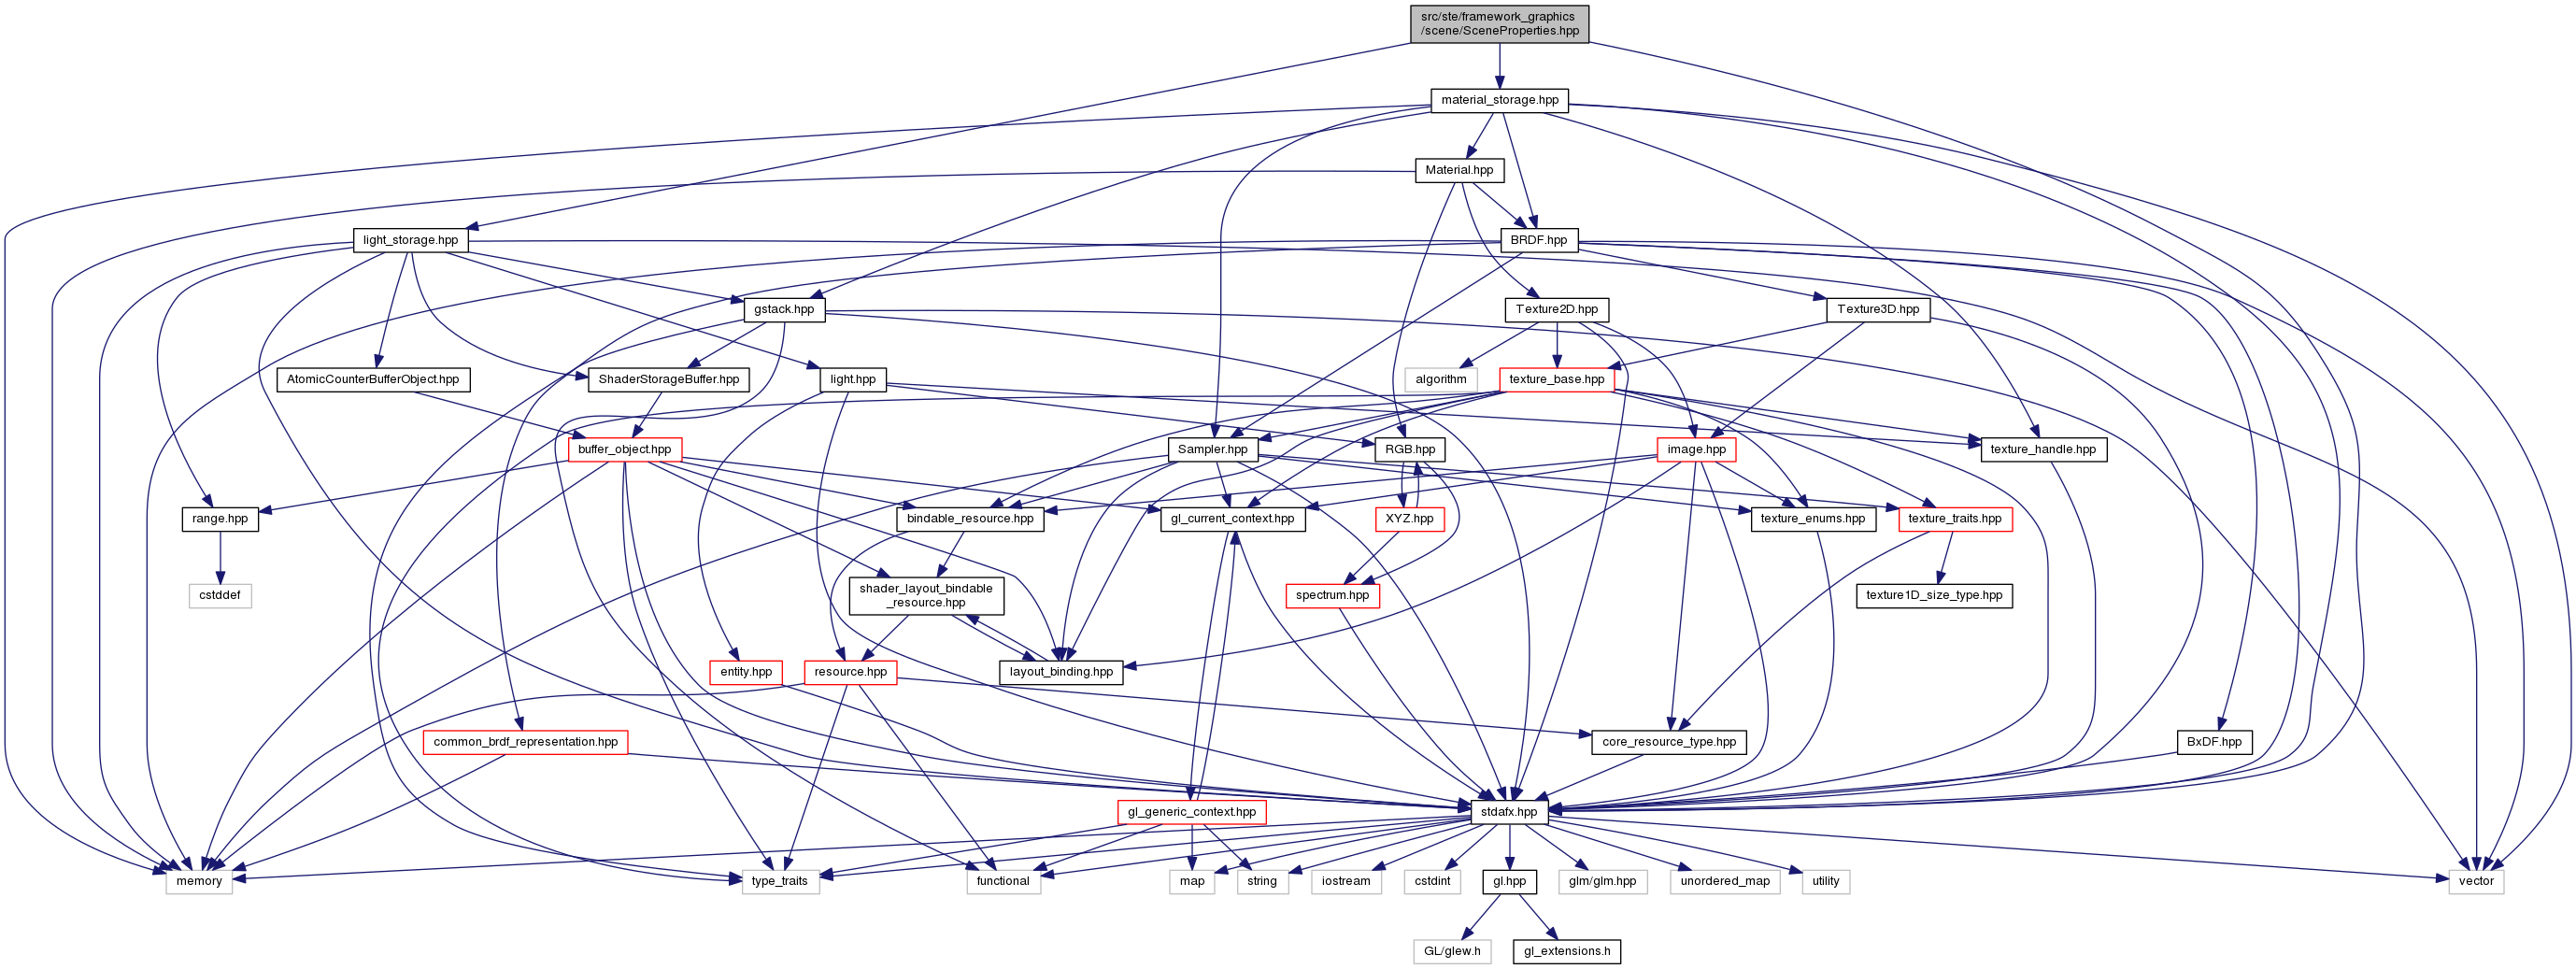 src/ste/framework_graphics
/scene/SceneProperties.hpp
material_storage.hpp
Material.hpp
light_storage.hpp
BRDF.hpp
gstack.hpp
Texture2D.hpp
Texture3D.hpp
AtomicCounterBufferObject.hpp
ShaderStorageBuffer.hpp
light.hpp
algorithm
texture_base.hpp
buffer_object.hpp
Sampler.hpp
RGB.hpp
image.hpp
texture_handle.hpp
range.hpp
bindable_resource.hpp
gl_current_context.hpp
XYZ.hpp
texture_enums.hpp
texture_traits.hpp
cstddef
shader_layout_bindable
_resource.hpp
spectrum.hpp
texture1D_size_type.hpp
entity.hpp
resource.hpp
layout_binding.hpp
common_brdf_representation.hpp
core_resource_type.hpp
BxDF.hpp
gl_generic_context.hpp
stdafx.hpp
memory
type_traits
functional
map
string
iostream
cstdint
gl.hpp
glm/glm.hpp
unordered_map
utility
vector
GL/glew.h
gl_extensions.h